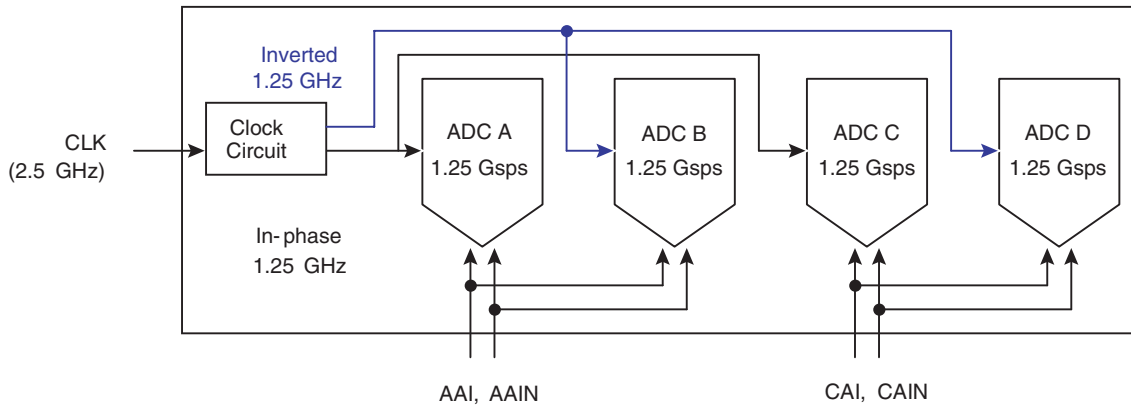 Inverted
1.25 GHz
CLK
(2.5 GHz)
Clock
Circuit
ADC A
1.25 Gsps
ADC B
1.25 Gsps
ADC C
1.25 Gsps
ADC D
1.25 Gsps
In-phase
1.25 GHz
AAI, AAIN
CAI, CAIN